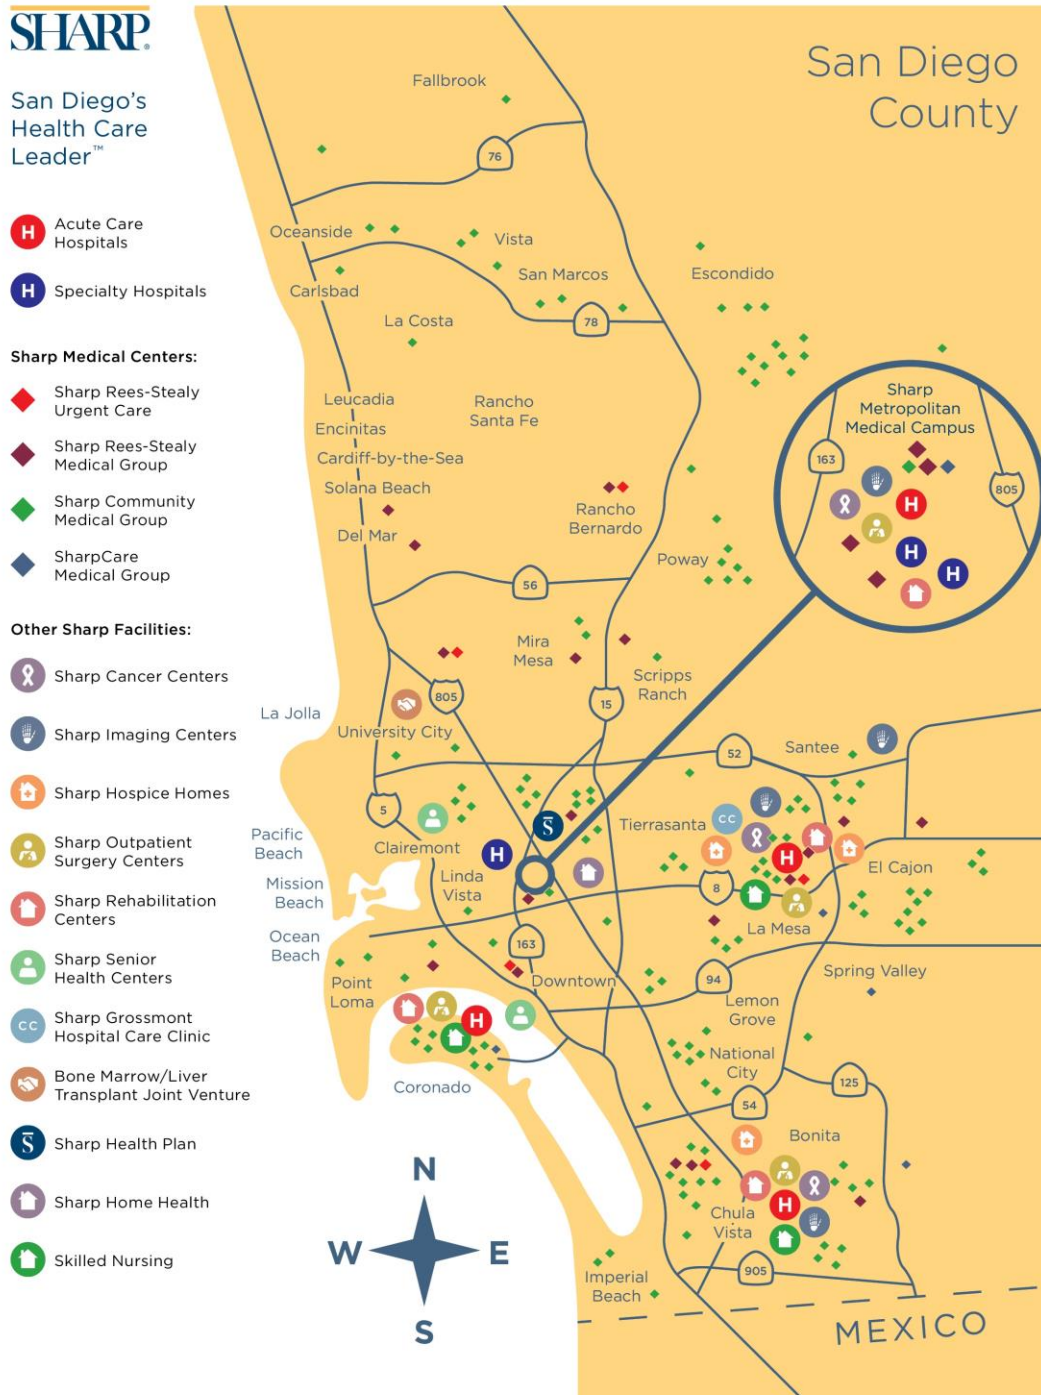 SHARP®
San Diego's
Health Care
Leader™
H
Acute Care
Hospitals
H
Specialty Hospitals
Sharp Medical Centers:
Sharp Rees-Stealy
Urgent Care
Sharp Rees-Stealy
Medical Group
Sharp Community
Medical Group
SharpCare
Medical Group
Other Sharp Facilities:
Sharp Cancer Centers
Sharp Imaging Centers
Sharp Hospice Homes
Sharp Outpatient
Surgery Centers
Sharp Rehabilitation
Centers
Sharp Senior
Health Centers
CC
Sharp Grossmont
Hospital Care Clinic
Bone Marrow/Liver
Transplant Joint Venture
S
Sharp Health Plan
Sharp Home Health
Skilled Nursing
San Diego
County
Fallbrook
76
Oceanside
Vista
San Marcos
Escondido
Carlsbad
78
La Costa
Leucadia
Rancho
Santa Fe
Encinitas
Cardiff-by-the-Sea
Solana Beach
Rancho
Bernardo
Del Mar
Poway
56
Sharp
Metropolitan
Medical Campus
163
805
H
H
H
Mira
Mesa
Scripps
Ranch
805
15
La Jolla
University City
52
Santee
5
S
Tierrasanta
CC
Pacific
Beach
Clairemont
H
H
El Cajon
Mission
Beach
Linda
Vista
8
La Mesa
Ocean
Beach
163
Point
Loma
Downtown
94
Spring Valley
Lemon
Grove
H
National
City
Coronado
125
54
Bonita
H
Chula
Vista
905
Imperial
Beach
MEXICO
N
W
E
S